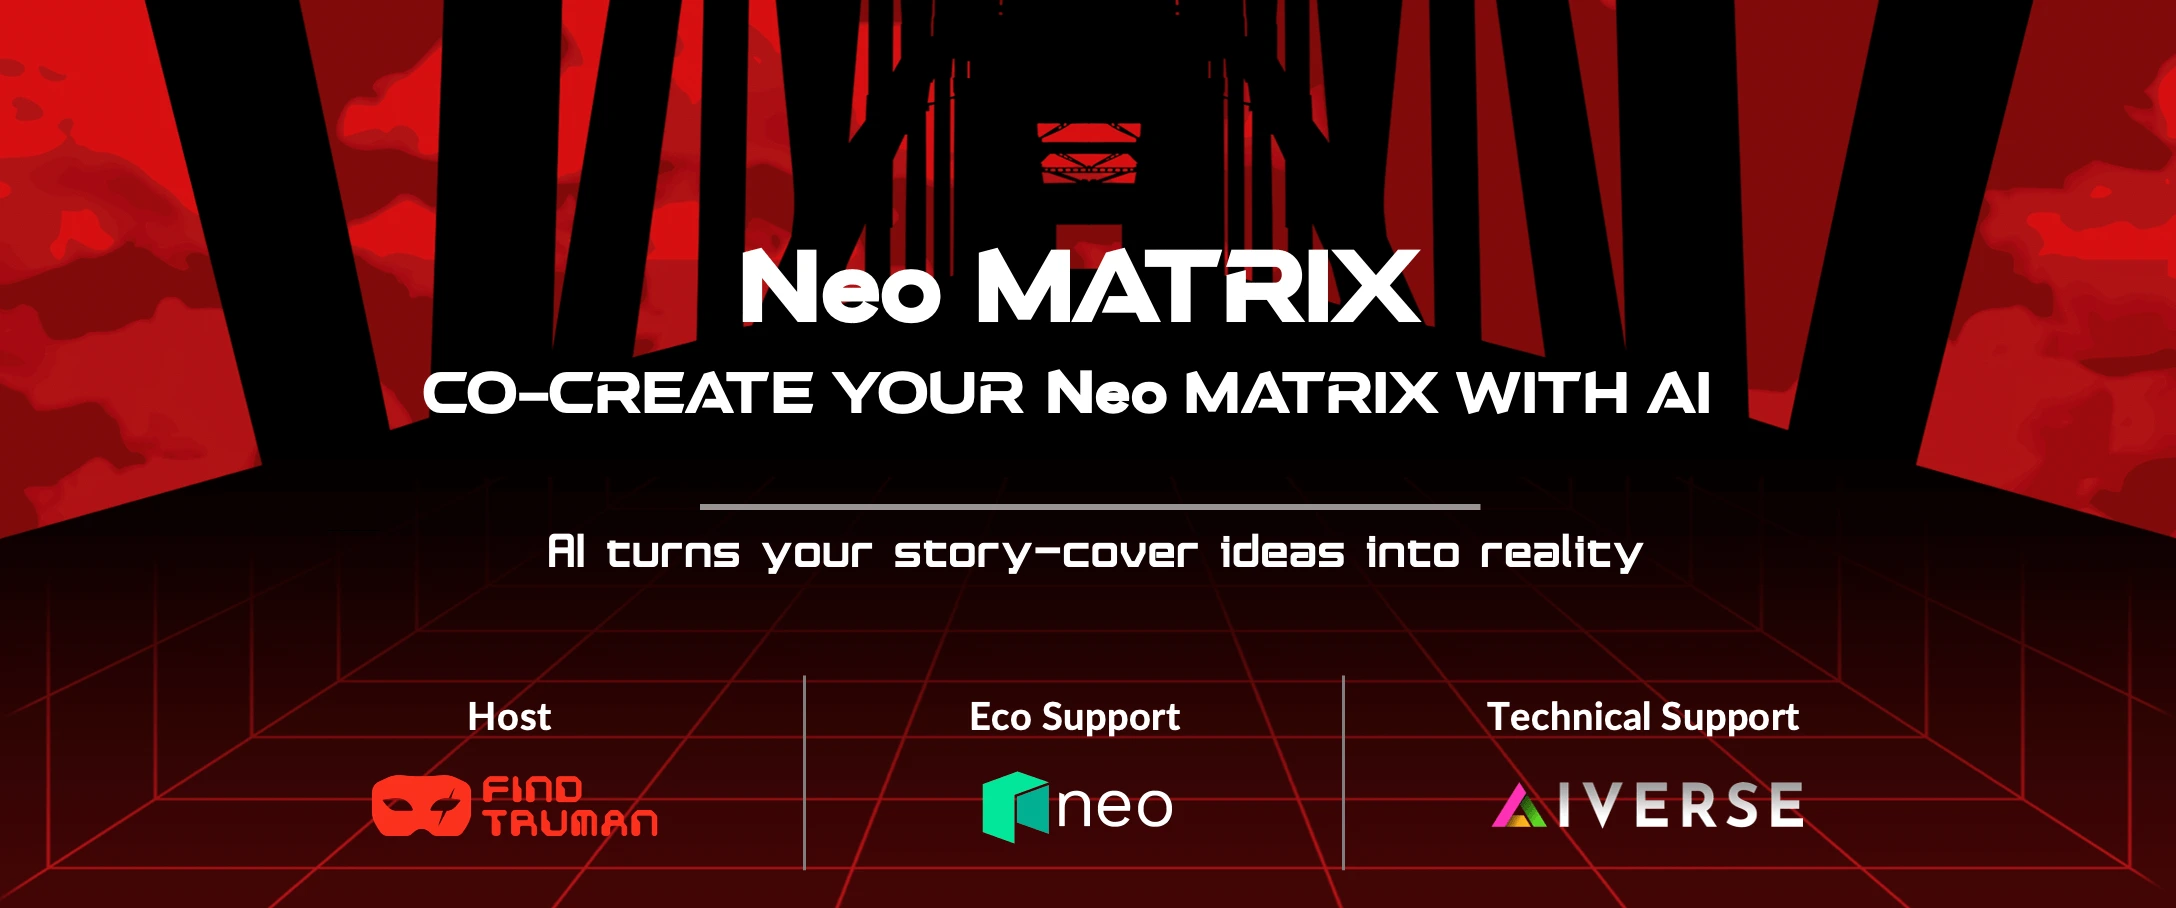 Neo MATRIX
CO-CREATE YOUR Neo MATRIX WITH AI
AI turns your story-cover ideas into reality
Host
FIND
TRUMAN
Eco Support
neo
Technical Support
AIVERSE